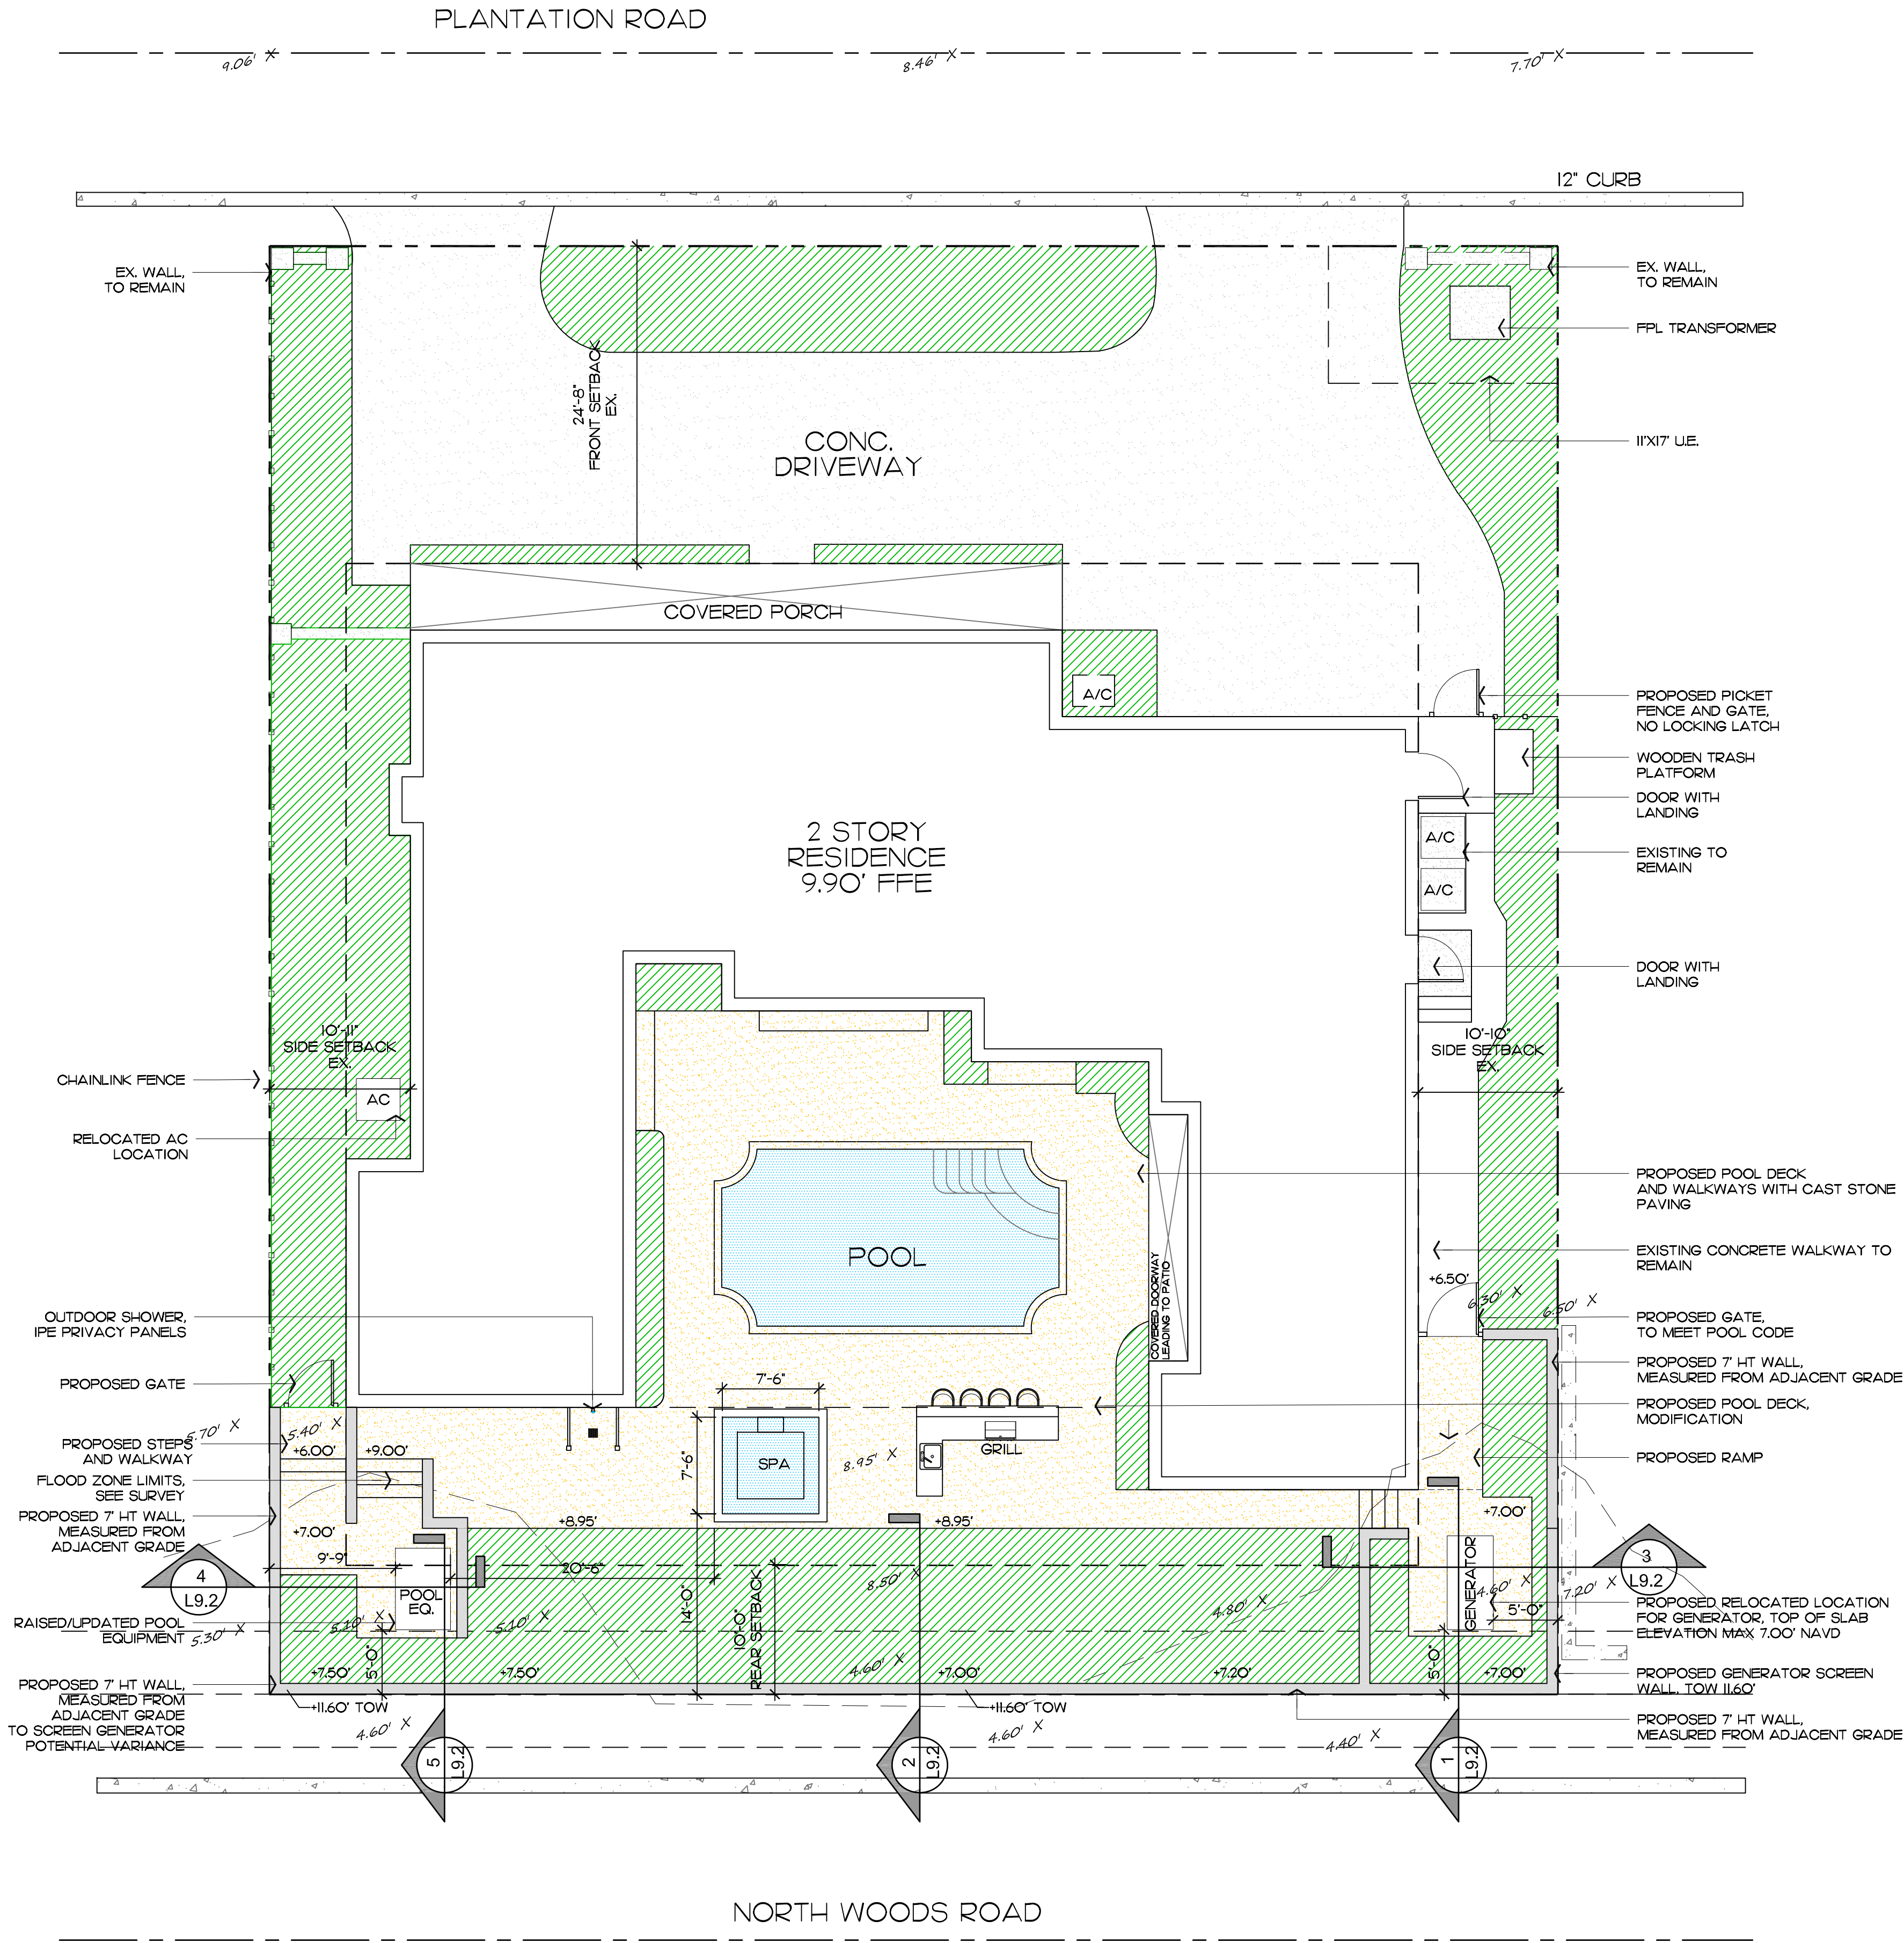 PLANTATION ROAD
9.06' X
8.46' X
7.70' X
12" CURB
EX. WALL,
TO REMAIN
EX. WALL,
TO REMAIN
FPL TRANSFORMER
24'-8"
FRONT SETBACK
EX.
CONC.
DRIVEWAY
11'X17' U.E.
COVERED PORCH
A/C
PROPOSED PICKET
FENCE AND GATE,
NO LOCKING LATCH
WOODEN TRASH
PLATFORM
DOOR WITH
LANDING
2 STORY
RESIDENCE
9.90' FFE
A/C
A/C
EXISTING TO
REMAIN
DOOR WITH
LANDING
10'-11"
SIDE SETBACK
EX.
10'-10"
SIDE SETBACK
EX.
CHAINLINK FENCE
AC
RELOCATED AC
LOCATION
PROPOSED POOL DECK
AND WALKWAYS WITH CAST STONE
PAVING
POOL
COVERED DOORWAY
LEADING TO PATIO
EXISTING CONCRETE WALKWAY TO
REMAIN
+6.50'
6.30' X
6.50' X
OUTDOOR SHOWER,
IPE PRIVACY PANELS
PROPOSED GATE,
TO MEET POOL CODE
PROPOSED 7' HT WALL,
MEASURED FROM ADJACENT GRADE
PROPOSED GATE
7'-6"
PROPOSED POOL DECK,
MODIFICATION
5.70' X
5.40' X
PROPOSED STEPS
AND WALKWAY
+6.00'
+9.00'
7'-6"
SPA
8.95' X
GRILL
PROPOSED RAMP
FLOOD ZONE LIMITS,
SEE SURVEY
PROPOSED 7' HT WALL,
MEASURED FROM
ADJACENT GRADE
+7.00'
+8.95'
+8.95'
+7.00'
9'-9"
20'-6"
4
L9.2
3
L9.2
POOL
EQ.
8.50' X
4.80' X
GENERATOR
4.60' X
7.20' X
5'-0"
14'-0"
10'-0"
REAR SETBACK
RAISED/UPDATED POOL
EQUIPMENT
5.30' X
5.10' X
5.10' X
PROPOSED RELOCATED LOCATION
FOR GENERATOR, TOP OF SLAB
ELEVATION MAX 7.00' NAVD
5'-0"
5'-0"
4.60' X
+7.50'
+7.50'
+7.00'
+7.20'
+7.00'
PROPOSED GENERATOR SCREEN
WALL, TOW 11.60'
PROPOSED 7' HT WALL,
MEASURED FROM
ADJACENT GRADE
TO SCREEN GENERATOR
POTENTIAL VARIANCE
+11.60' TOW
+11.60' TOW
4.60' X
4.60' X
4.40' X
PROPOSED 7' HT WALL,
MEASURED FROM ADJACENT GRADE
5
L9.2
2
L9.2
1
L9.2
NORTH WOODS ROAD